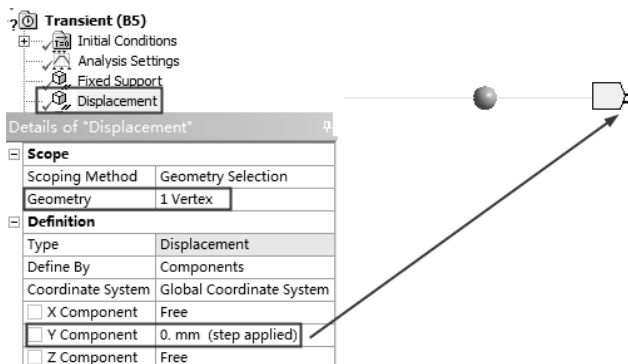 Transient (B5)
Initial Conditions
T=0
Analysis Settings
Fixed Support
Displacement
Details of "Displacement"
Scope
Scoping Method Geometry Selection
Geometry 1 Vertex
Definition
Type Displacement
Define By Components
Coordinate System Global Coordinate System
X Component Free
Y Component 0. mm (step applied)
Z Component Free